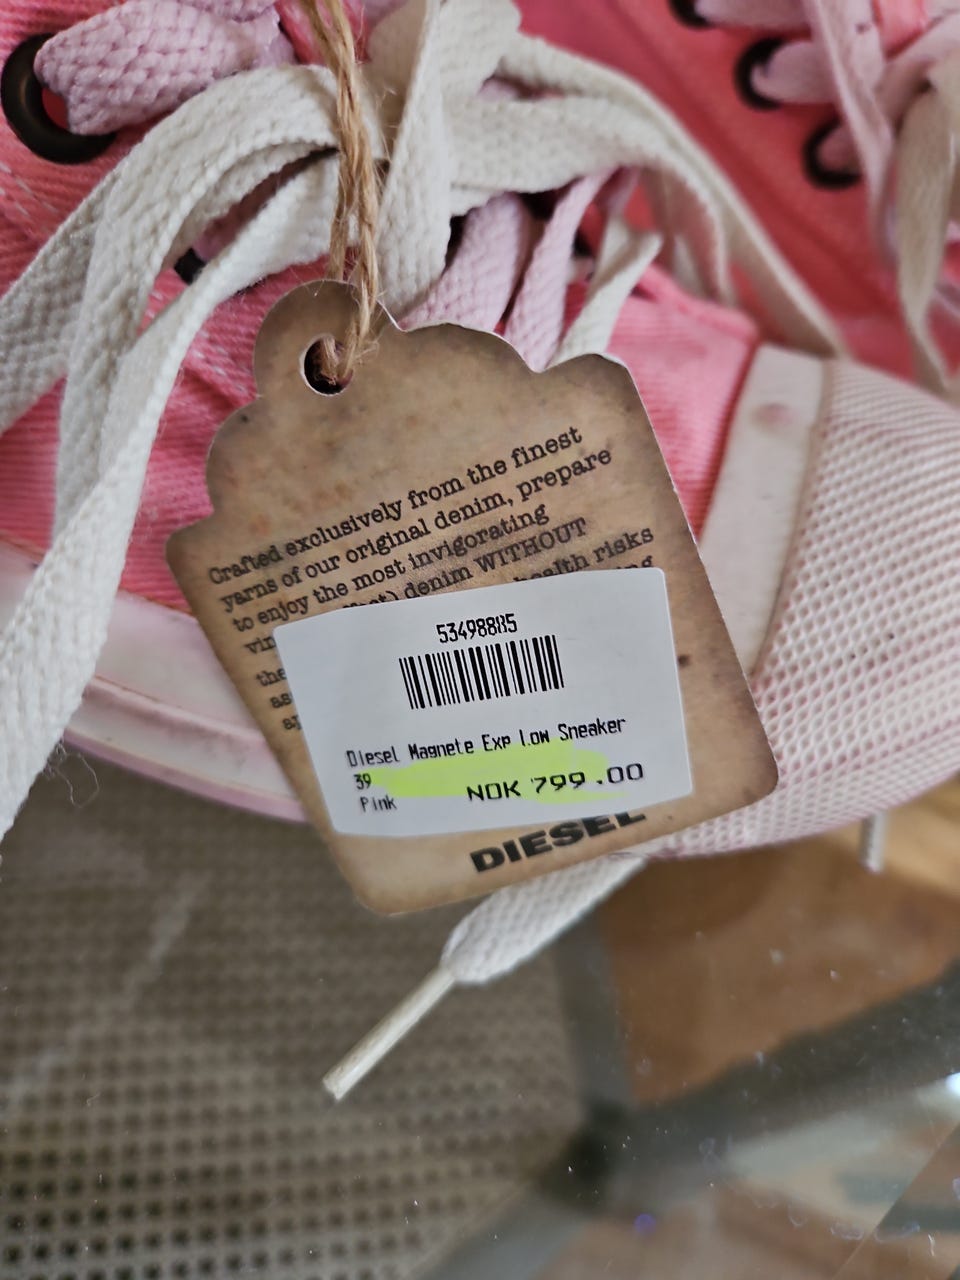 Crafted exclusively from the finest
yarns of our original denim, prepare
to enjoy the most invigorating
denim WITHOUT
health risks
the
53498885
Diesel Magnete Exp Low Sneaker
39
Pink
NOK 799.00
DIESEL